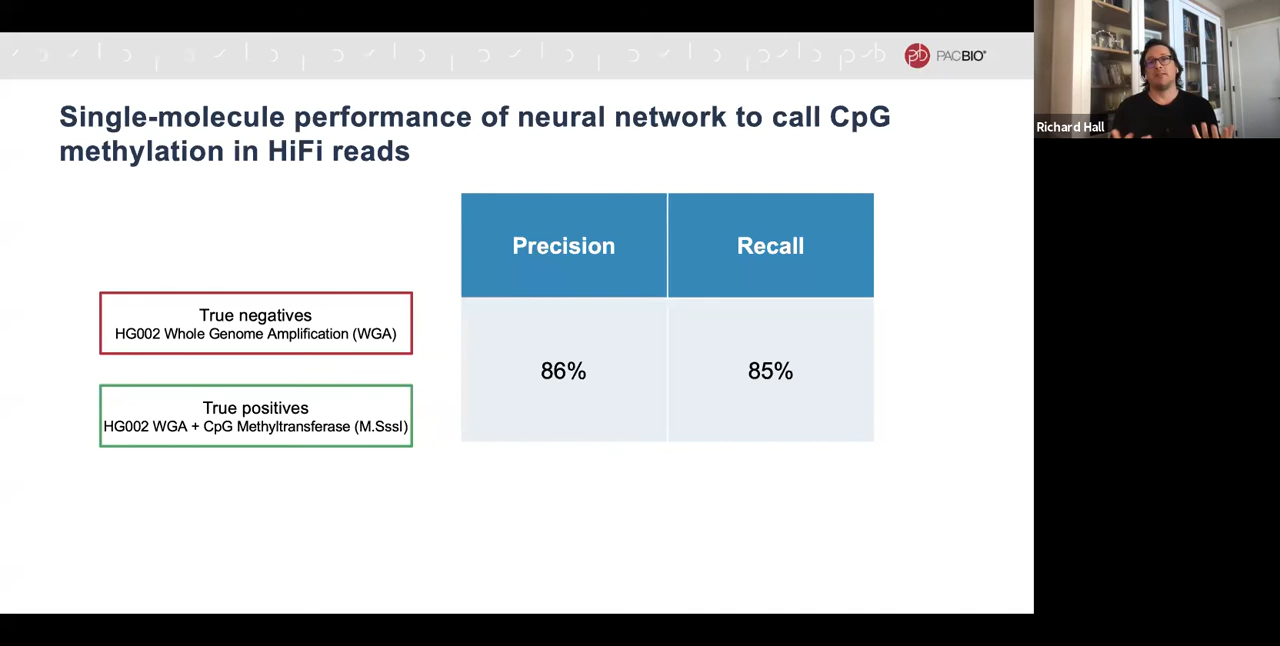 PACBIO®
Single-molecule performance of neural network to call CpG
methylation in HiFi reads
Precision
Recall
True negatives
HG002 Whole Genome Amplification (WGA)
86%
85%
True positives
HG002 WGA + CpG Methyltransferase (M.SssI)
Richard Hall